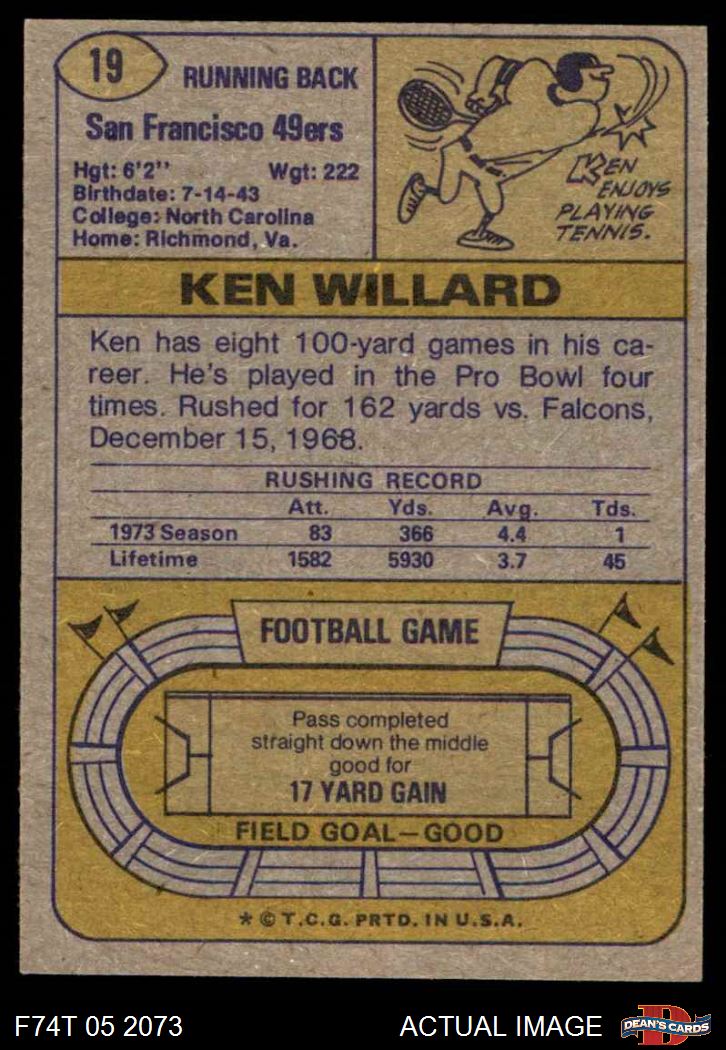 19
RUNNING BACK
San Francisco 49ers
Hgt: 6'2'' Wgt: 222
Birthdate: 7-14-43
College: North Carolina
Home: Richmond, Va.
KEN
ENJOYS
PLAYING
TENNIS.
KEN WILLARD
Ken has eight 100-yard games in his ca-
reer. He's played in the Pro Bowl four
times. Rushed for 162 yards vs. Falcons,
December 15, 1968.
RUSHING RECORD
Att. Yds. Avg. Tds.
1973 Season 83 366 4.4 1
Lifetime 1582 5930 3.7 45
FOOTBALL GAME
Pass completed
straight down the middle
good for
17 YARD GAIN
FIELD GOAL—GOOD
* © T.C.G. PRTD. IN U.S.A.
F74T 05 2073 ACTUAL IMAGE
D
DEAN'S CARDS